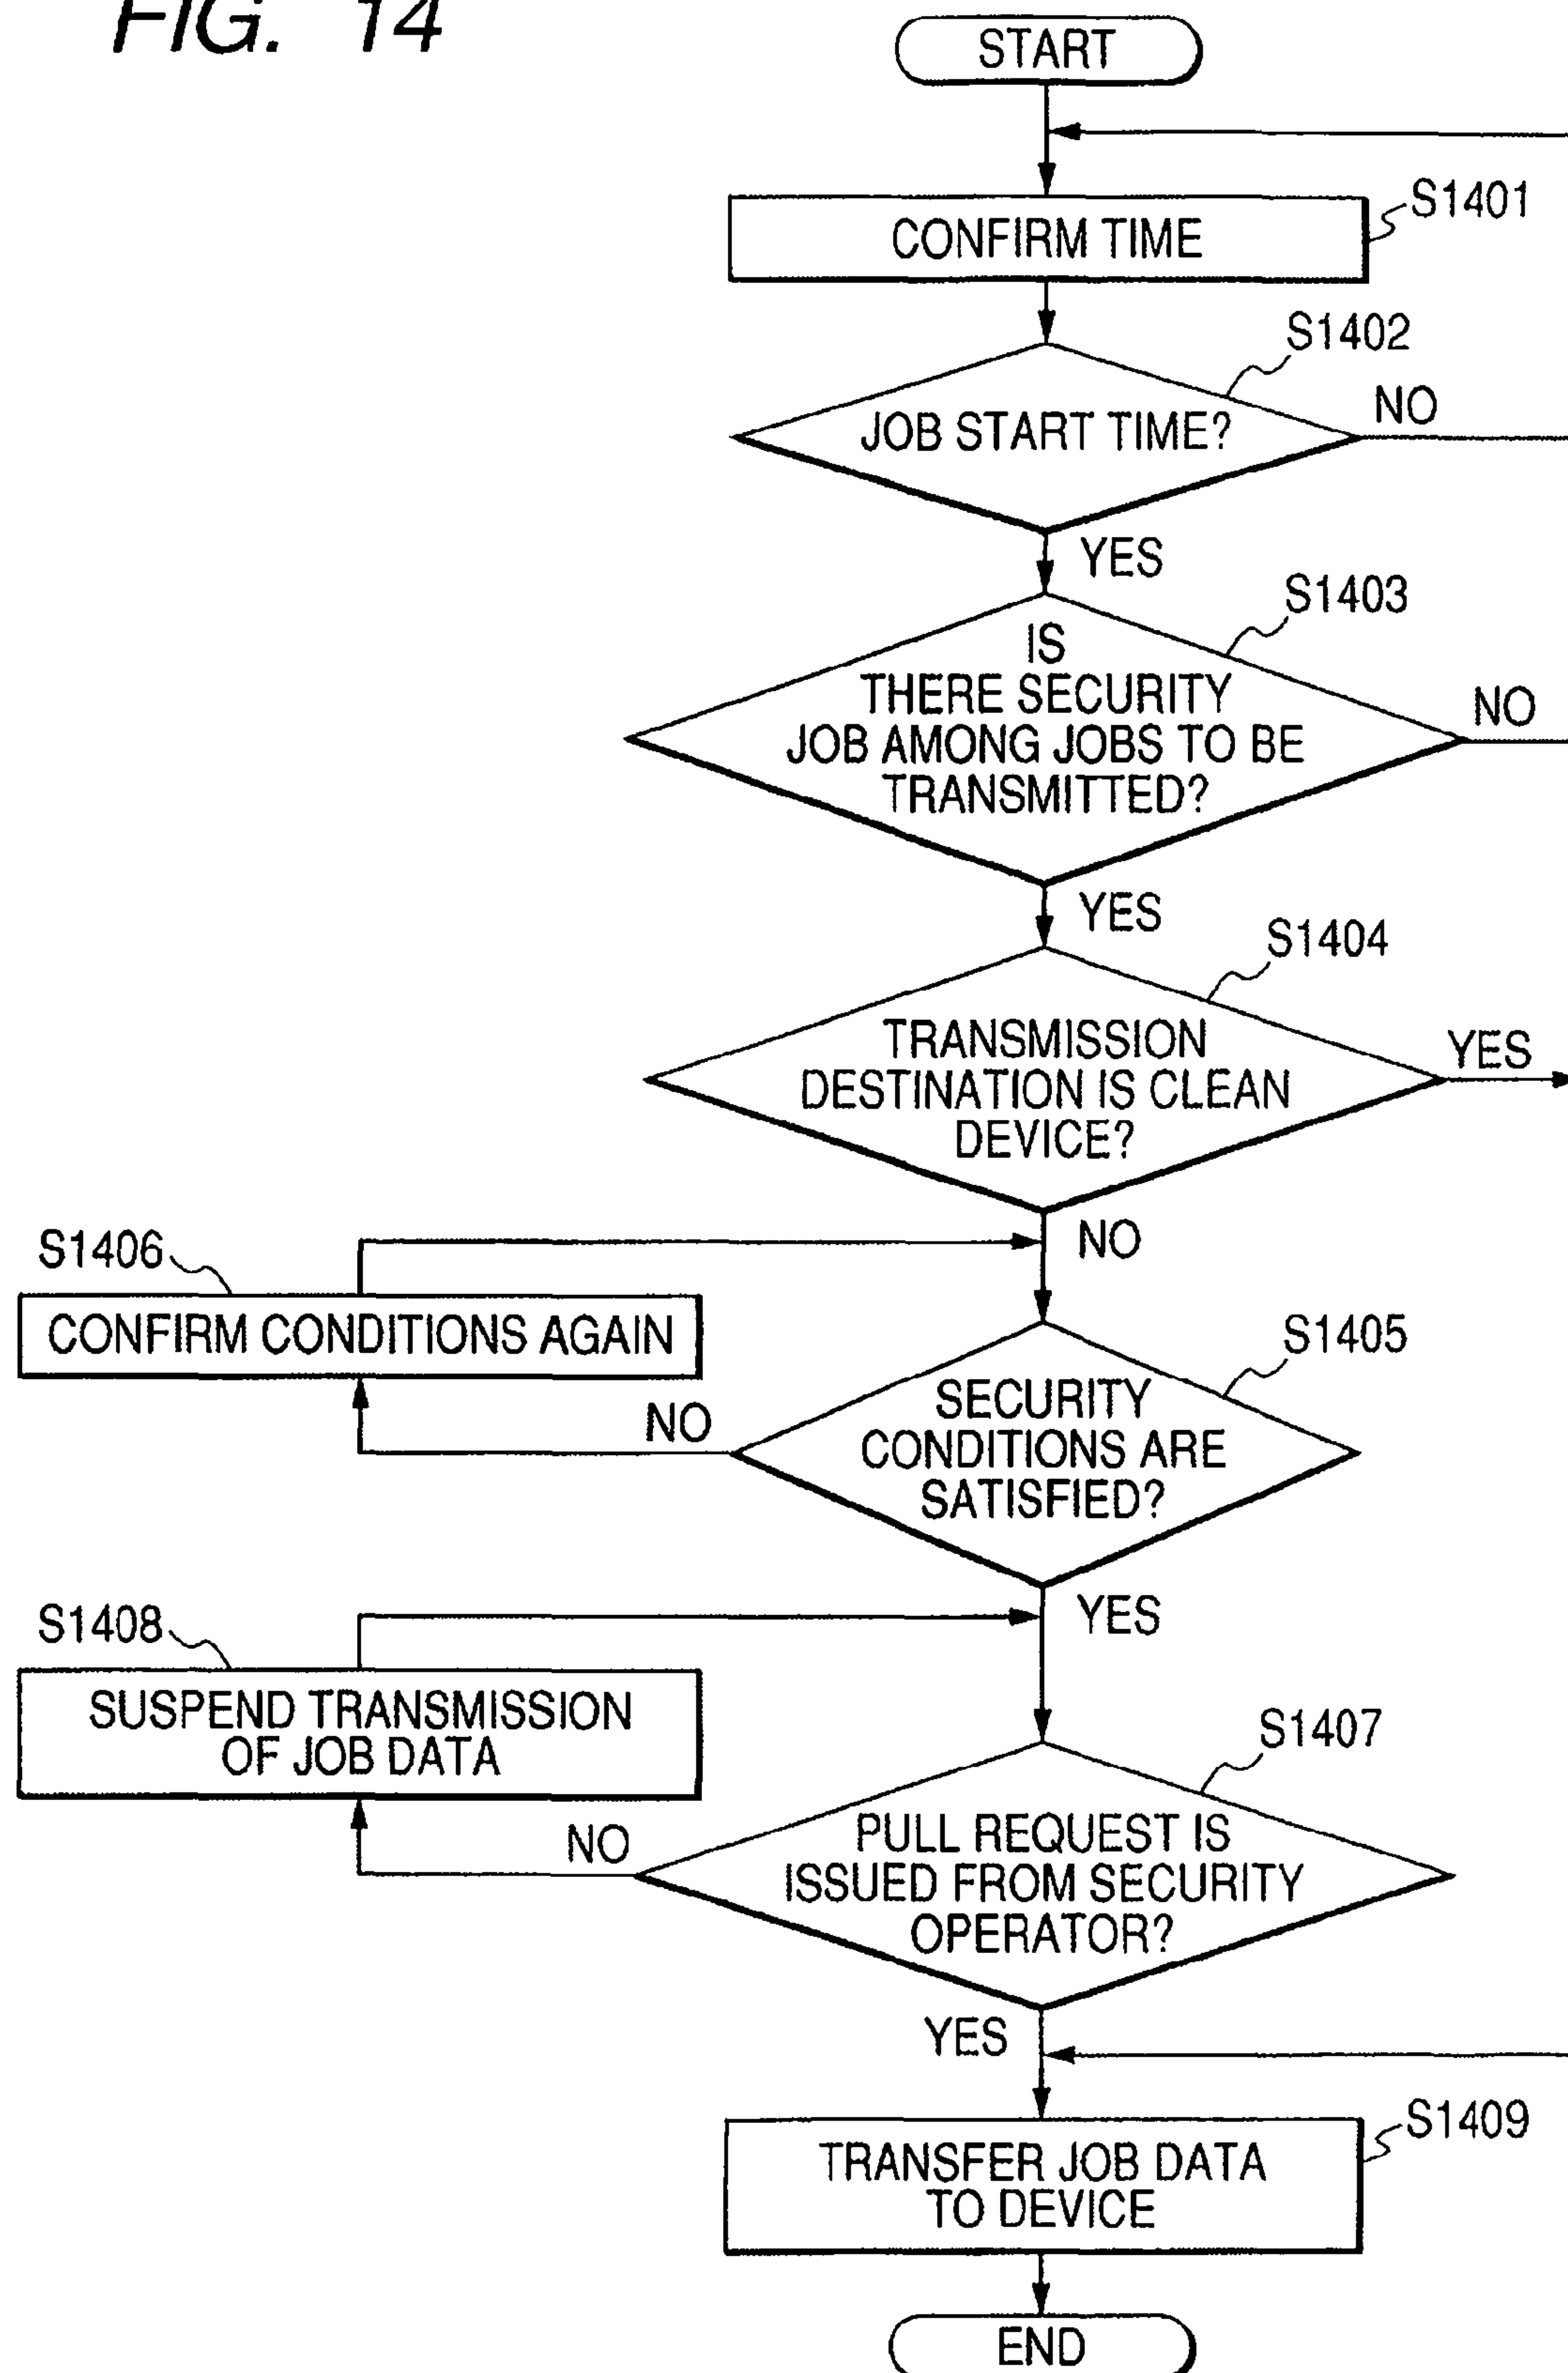 FIG. 14
START
CONFIRM TIME
S1401
S1402
JOB START TIME?
NO
YES
S1403
IS
THERE SECURITY
JOB AMONG JOBS TO BE
TRANSMITTED?
NO
YES
S1404
TRANSMISSION
DESTINATION IS CLEAN
DEVICE?
YES
NO
S1406
CONFIRM CONDITIONS AGAIN
S1405
SECURITY
CONDITIONS ARE
SATISFIED?
NO
YES
S1408
SUSPEND TRANSMISSION
OF JOB DATA
S1407
PULL REQUEST IS
ISSUED FROM SECURITY
OPERATOR?
NO
YES
S1409
TRANSFER JOB DATA
TO DEVICE
END